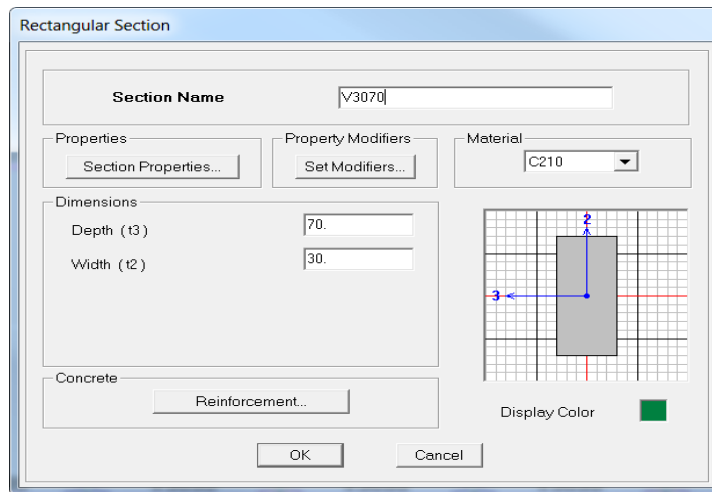 Rectangular Section
Section Name V3070
Properties Property Modifiers Material
Section Properties... Set Modifiers... C210
Dimensions
Depth (t3) 70.
Width (t2) 30.
2
3
Concrete
Reinforcement...
Display Color
OK Cancel